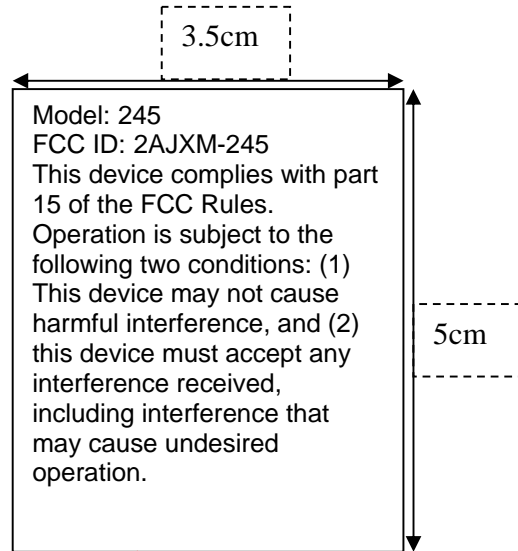 3.5cm
Model: 245
FCC ID: 2AJXM-245
This device complies with part
15 of the FCC Rules.
Operation is subject to the
following two conditions: (1)
This device may not cause
harmful interference, and (2)
this device must accept any
interference received,
including interference that
may cause undesired
operation.
5cm